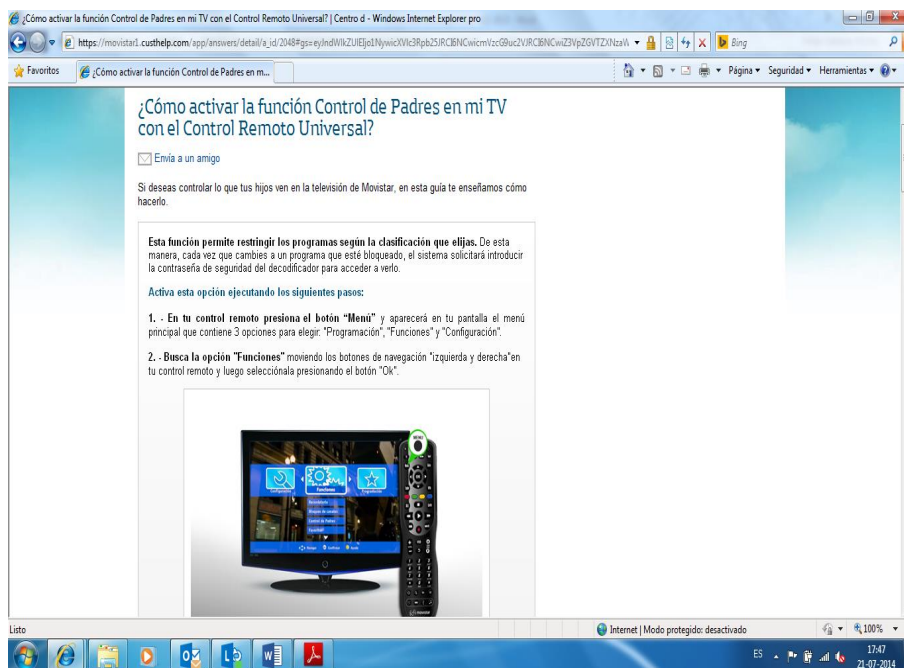 ¿Cómo activar la función Control de Padres en mi TV con el Control Remoto Universal? | Centro d - Windows Internet Explorer pro
Bing
Favoritos
¿Cómo activar la función Control de Padres en m...
Página
Seguridad
Herramientas
¿Cómo activar la función Control de Padres en mi TV
con el Control Remoto Universal?
Envía a un amigo
Si deseas controlar lo que tus hijos ven en la televisión de Movistar, en esta guía te enseñamos cómo
hacerlo.
Esta función permite restringir los programas según la clasificación que elijas. De esta
manera, cada vez que cambies a un programa que esté bloqueado, el sistema solicitará introducir
la contraseña de seguridad del decodificador para acceder a verlo.
Activa esta opción ejecutando los siguientes pasos:
1. - En tu control remoto presiona el botón “Menú” y aparecerá en tu pantalla el menú
principal que contiene 3 opciones para elegir: "Programación", "Funciones" y "Configuración".
2. - Busca la opción "Funciones" moviendo los botones de navegación "izquierda y derecha"en
tu control remoto y luego selecciónala presionando el botón "Ok".
MENU
Funciones
Control de Padres
Listo
Internet | Modo protegido: desactivado
100%
ES
17:47
21-07-2014